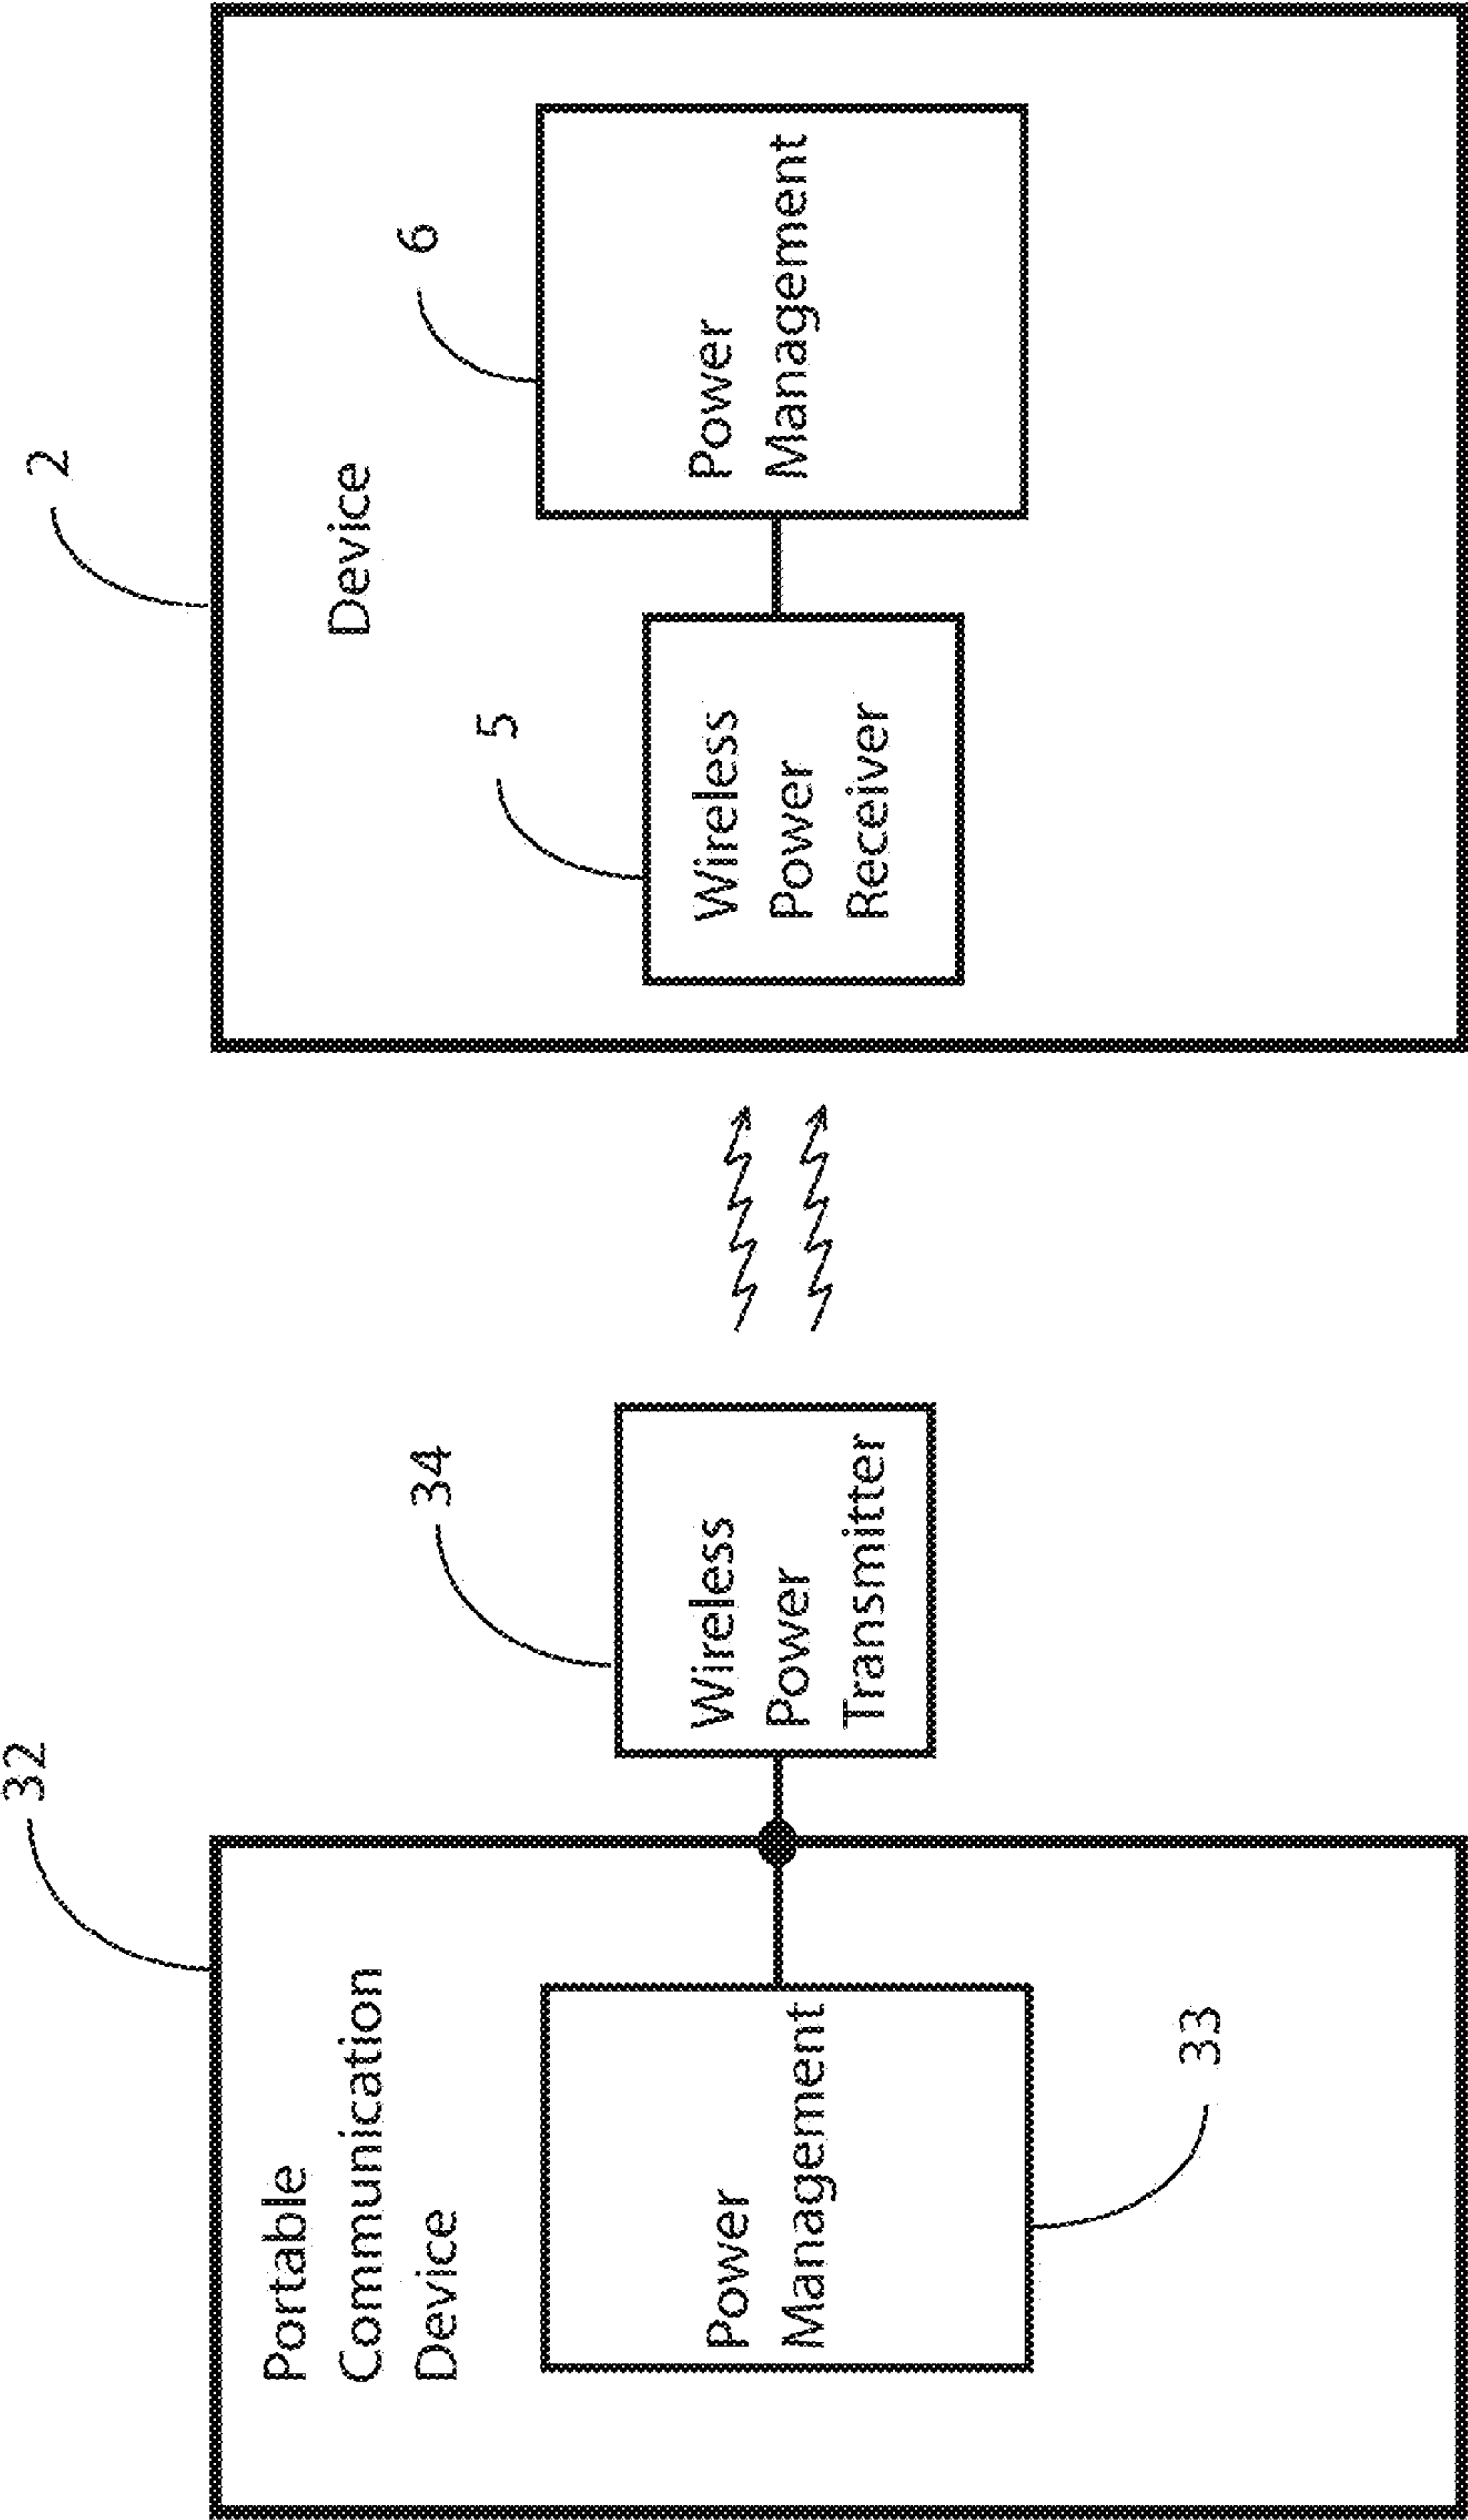 32
Portable
Communication
Device
Power
Management
33
34
Wireless
Power
Transmitter
2
Device
5
Wireless
Power
Receiver
6
Power
Management